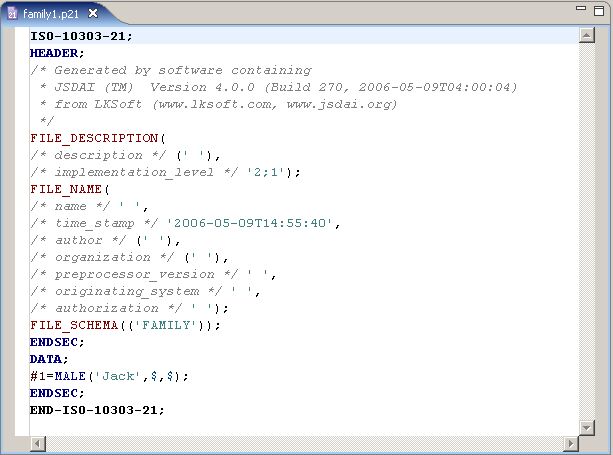 family1.p21
ISO-10303-21;
HEADER;
/* Generated by software containing
 * JSDAI (TM)  Version 4.0.0 (Build 270, 2006-05-09T04:00:04)
 * from LKSoft (www.lksoft.com, www.jsdai.org)
 */
FILE_DESCRIPTION(
/* description */ (' '),
/* implementation_level */ '2;1');
FILE_NAME(
/* name */ ' ',
/* time_stamp */ '2006-05-09T14:55:40',
/* author */ (' '),
/* organization */ (' '),
/* preprocessor_version */ ' ',
/* originating_system */ ' ',
/* authorization */ ' ');
FILE_SCHEMA(('FAMILY'));
ENDSEC;
DATA;
#1=MALE('Jack',$,$);
ENDSEC;
END-ISO-10303-21;